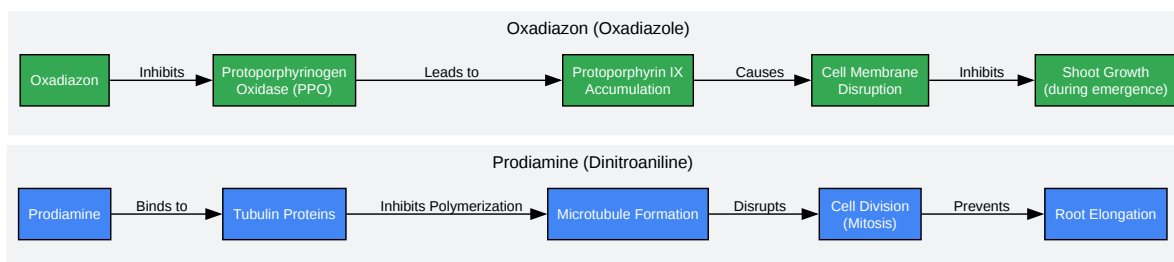 Oxadiazon (Oxadiazole)
Oxadiazon
Inhibits
Protoporphyrinogen
Oxidase (PPO)
Leads to
Protoporphyrin IX
Accumulation
Causes
Cell Membrane
Disruption
Inhibits
Shoot Growth
(during emergence)
Prodiamine (Dinitroaniline)
Prodiamine
Binds to
Tubulin Proteins
Inhibits Polymerization
Microtubule Formation
Disrupts
Cell Division
(Mitosis)
Prevents
Root Elongation